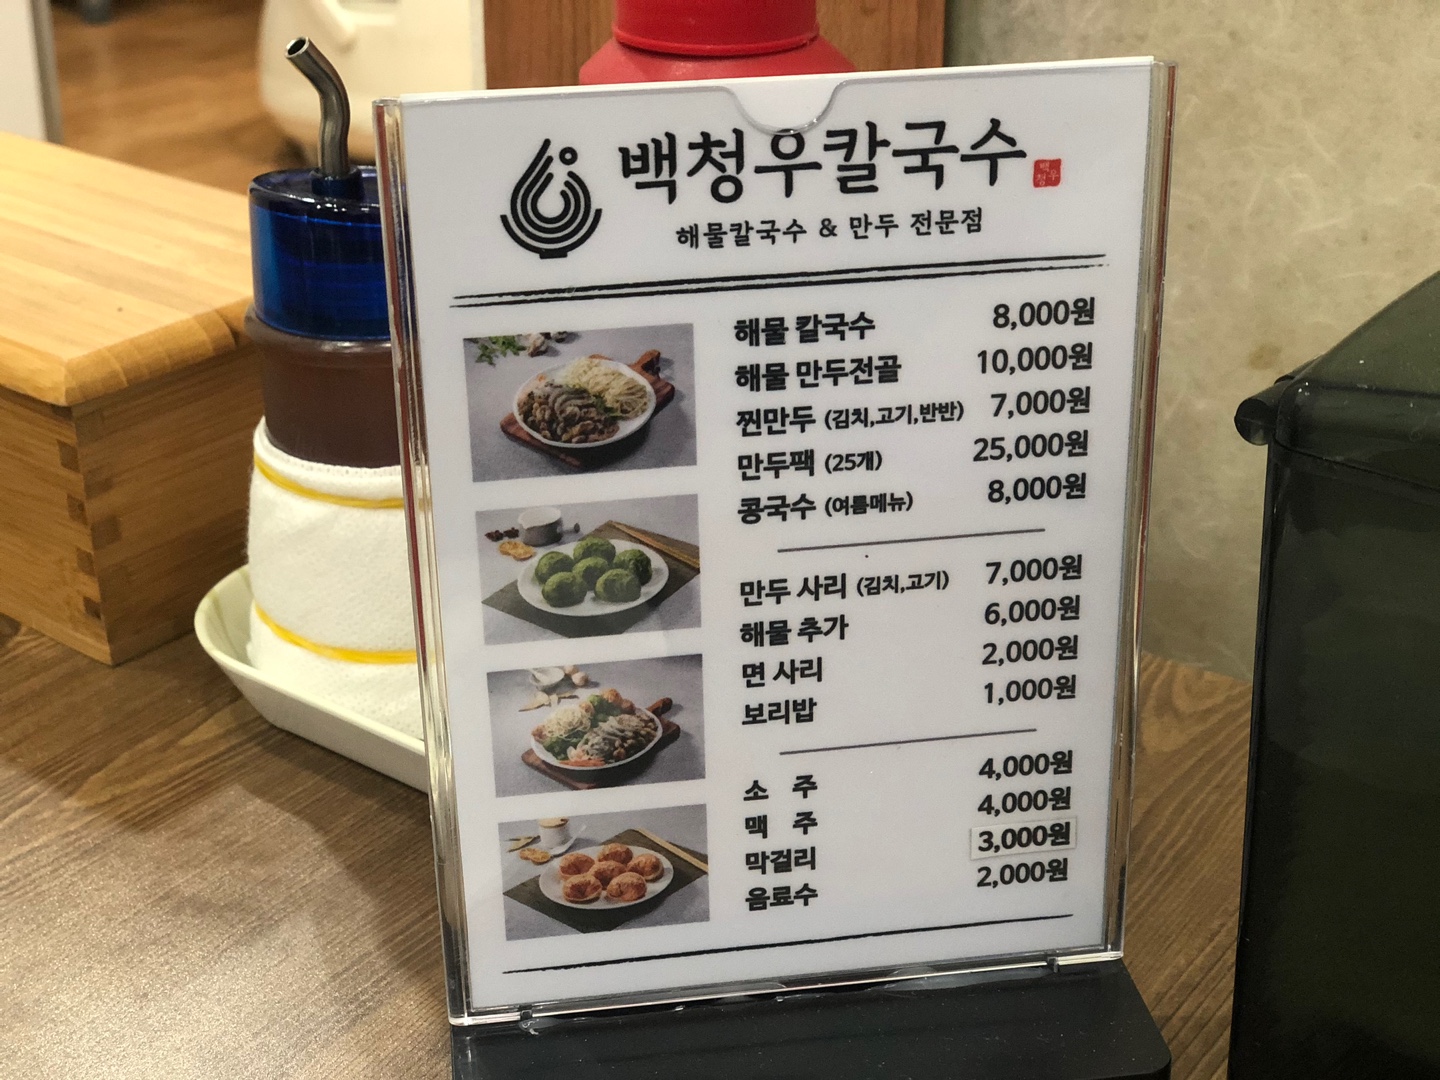 백청우칼국수
백청우
해물칼국수 & 만두 전문점
해물 칼국수 8,000원
해물 만두전골 10,000원
찐만두 (김치,고기,반반) 7,000원
만두팩 (25개) 25,000원
콩국수 (여름메뉴) 8,000원
만두 사리 (김치,고기) 7,000원
해물 추가 6,000원
면 사리 2,000원
보리밥 1,000원
소 주 4,000원
맥 주 4,000원
막걸리 3,000원
음료수 2,000원